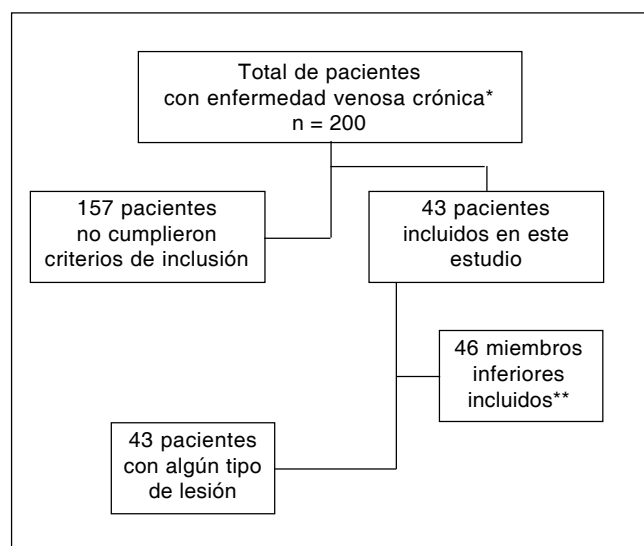 Total de pacientes
con enfermedad venosa crónica*
n = 200
157 pacientes
no cumplieron
criterios de inclusión
43 pacientes
incluidos en este
estudio
46 miembros
inferiores
incluidos**
43 pacientes
con algún tipo
de lesión